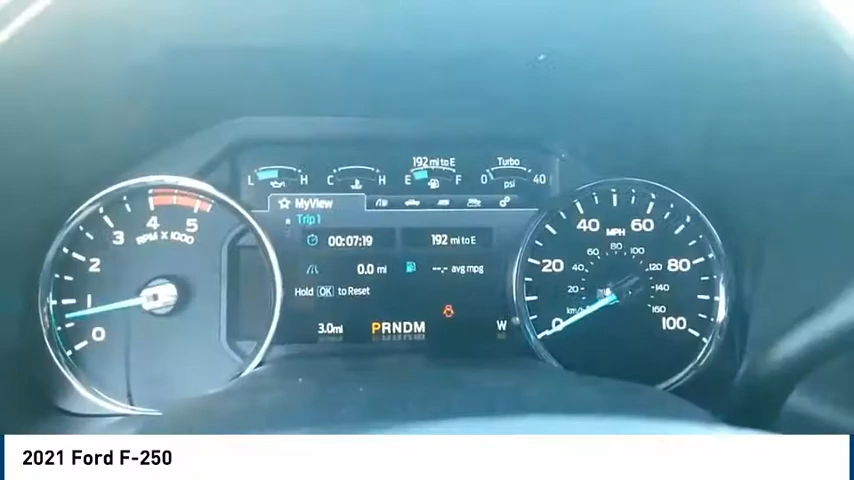 192 mi to E
Turbo
L H C H E F 0 psi 40
MyView
Trip 1
00:07:19 192 mi to E
0.0 mi --.- avg mpg
Hold OK to Reset
3.0mi PRNDM W
0 1 2 3 4 5
RPM X 1000
0 20 40 60 80 100
MPH
20 40 60 80 100 120 140 160
km/h
2021 Ford F-250